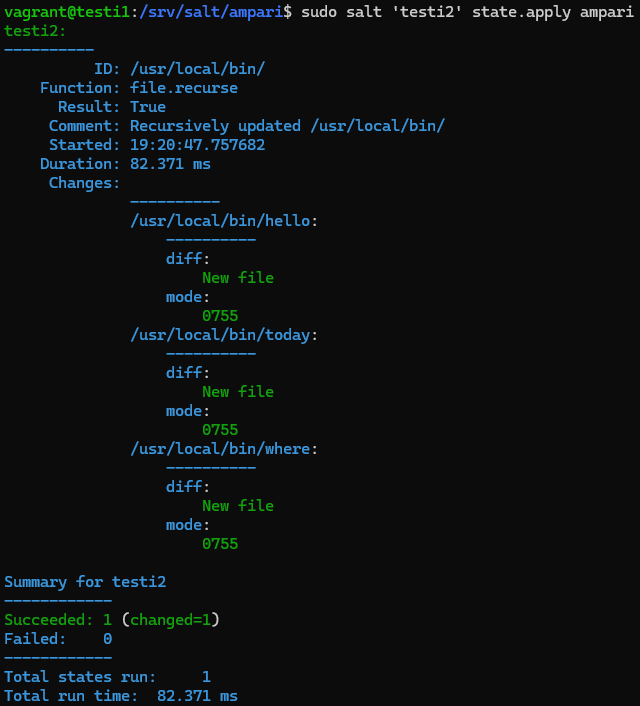 vagrant@testi1:/srv/salt/ampari$ sudo salt 'testi2' state.apply ampari
testi2:
----------
          ID: /usr/local/bin/
    Function: file.recurse
      Result: True
     Comment: Recursively updated /usr/local/bin/
     Started: 19:20:47.757682
    Duration: 82.371 ms
     Changes:
              ----------
              /usr/local/bin/hello:
                  ----------
                  diff:
                      New file
                  mode:
                      0755
              /usr/local/bin/today:
                  ----------
                  diff:
                      New file
                  mode:
                      0755
              /usr/local/bin/where:
                  ----------
                  diff:
                      New file
                  mode:
                      0755

Summary for testi2
------------
Succeeded: 1 (changed=1)
Failed:    0
------------
Total states run:     1
Total run time:  82.371 ms